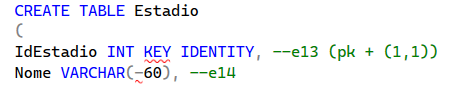 CREATE TABLE Estadio
(
IdEstadio INT KEY IDENTITY, --e13 (pk + (1,1))
Nome VARCHAR(-60), --e14